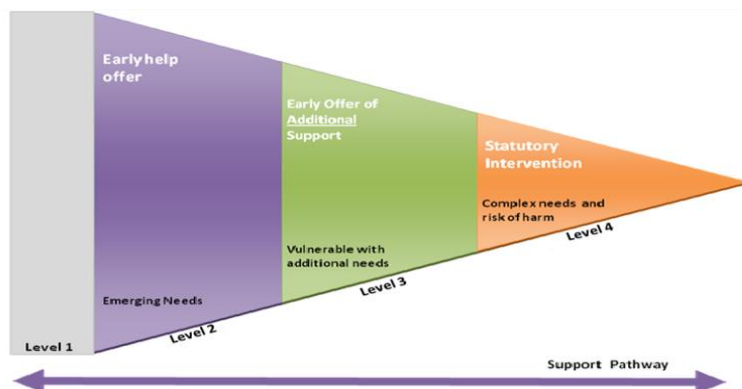 Early help
offer
Early Offer of
Additional
Support
Statutory
Intervention
Complex needs and
risk of harm
Level 4
Vulnerable with
additional needs
Level 3
Emerging Needs
Level 2
Level 1
Support Pathway